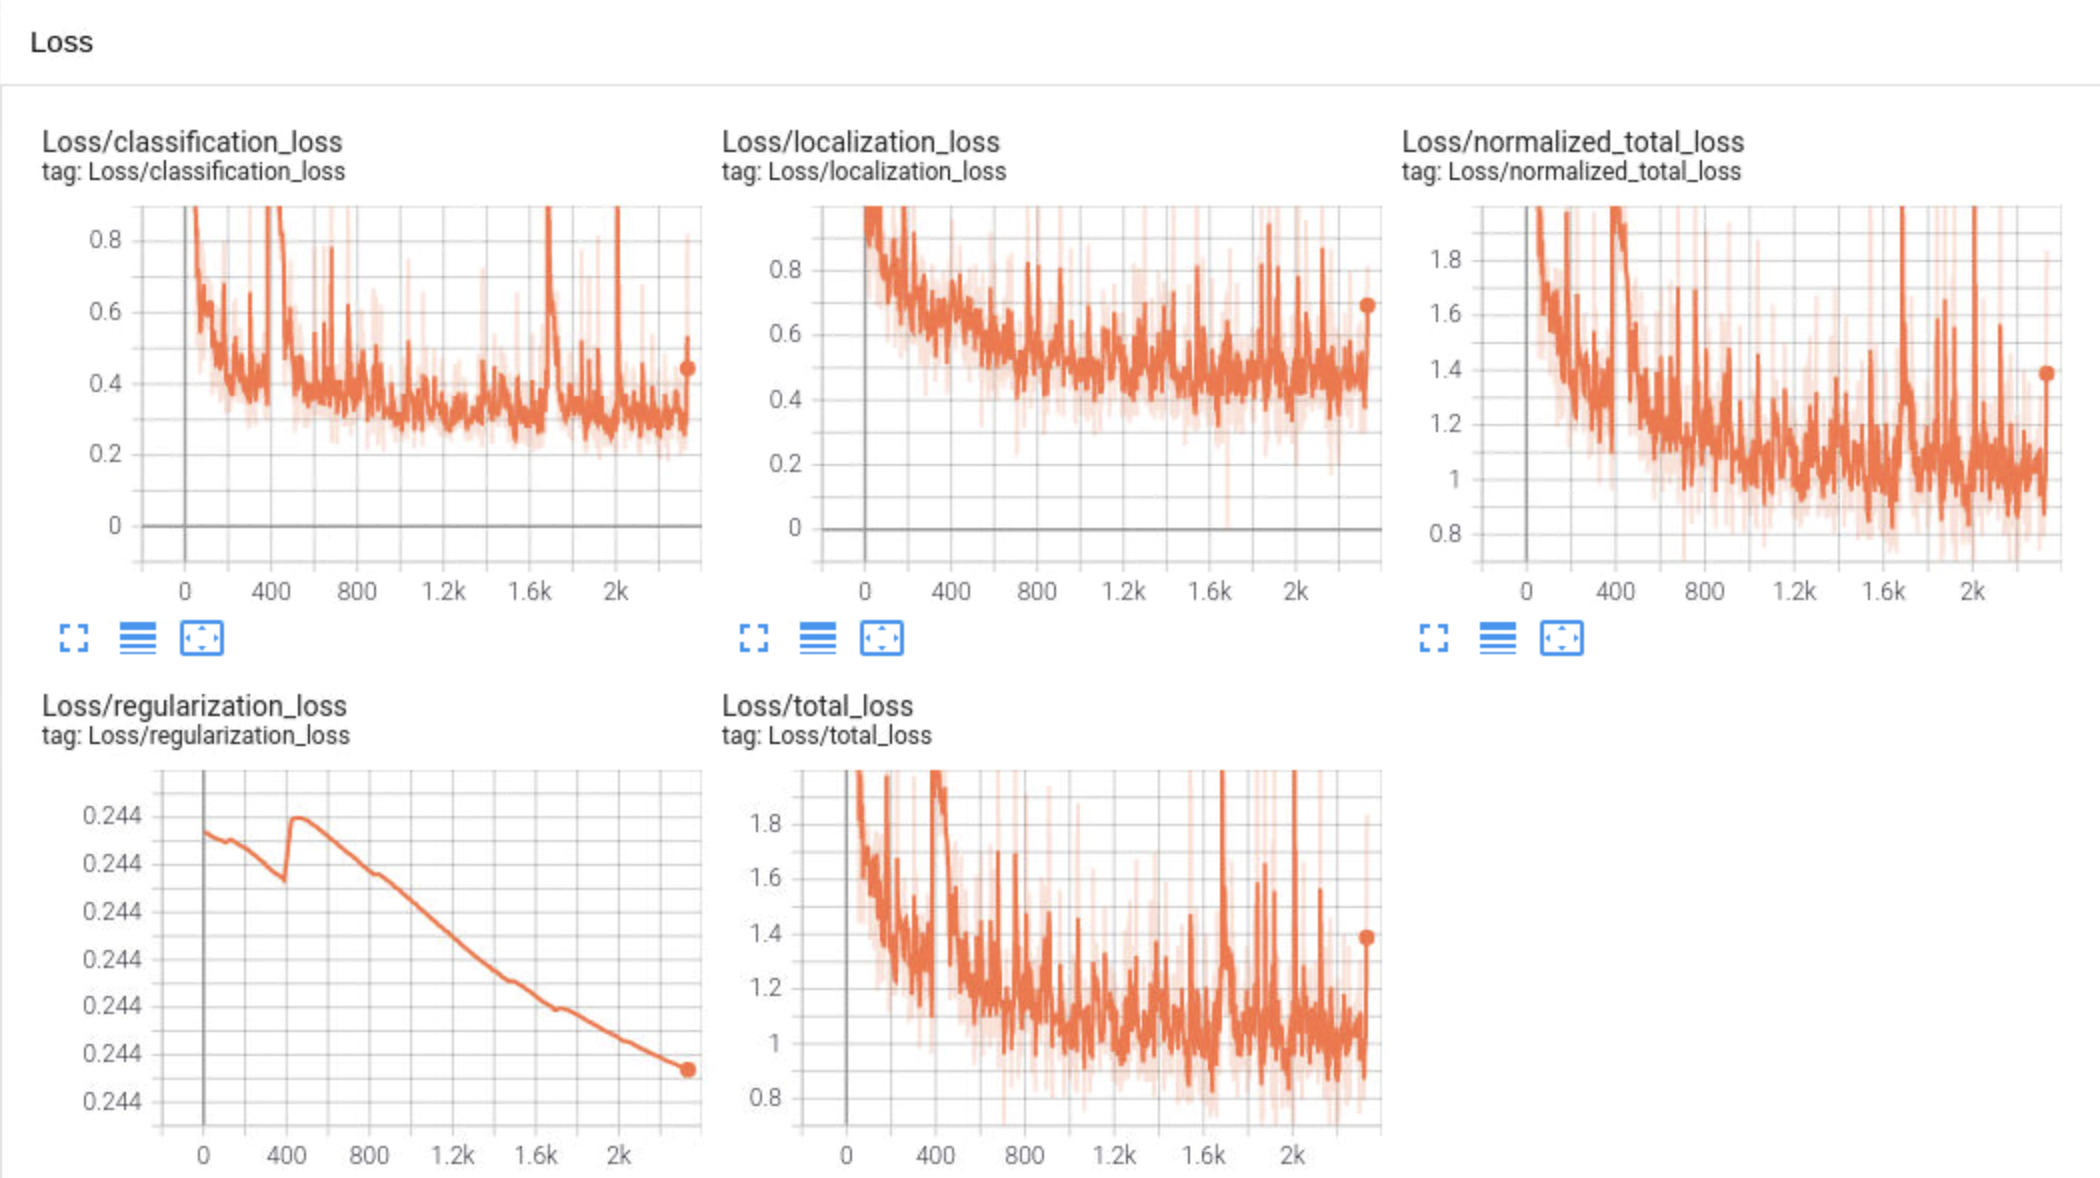 Loss
Loss/classification_loss
tag: Loss/classification_loss
0.8
0.6
0.4
0.2
0
0 400 800 1.2k 1.6k 2k
Loss/localization_loss
tag: Loss/localization_loss
0.8
0.6
0.4
0.2
0
0 400 800 1.2k 1.6k 2k
Loss/normalized_total_loss
tag: Loss/normalized_total_loss
1.8
1.6
1.4
1.2
1
0.8
0 400 800 1.2k 1.6k 2k
Loss/regularization_loss
tag: Loss/regularization_loss
0.244
0.244
0.244
0.244
0.244
0.244
0.244
0 400 800 1.2k 1.6k 2k
Loss/total_loss
tag: Loss/total_loss
1.8
1.6
1.4
1.2
1
0.8
0 400 800 1.2k 1.6k 2k